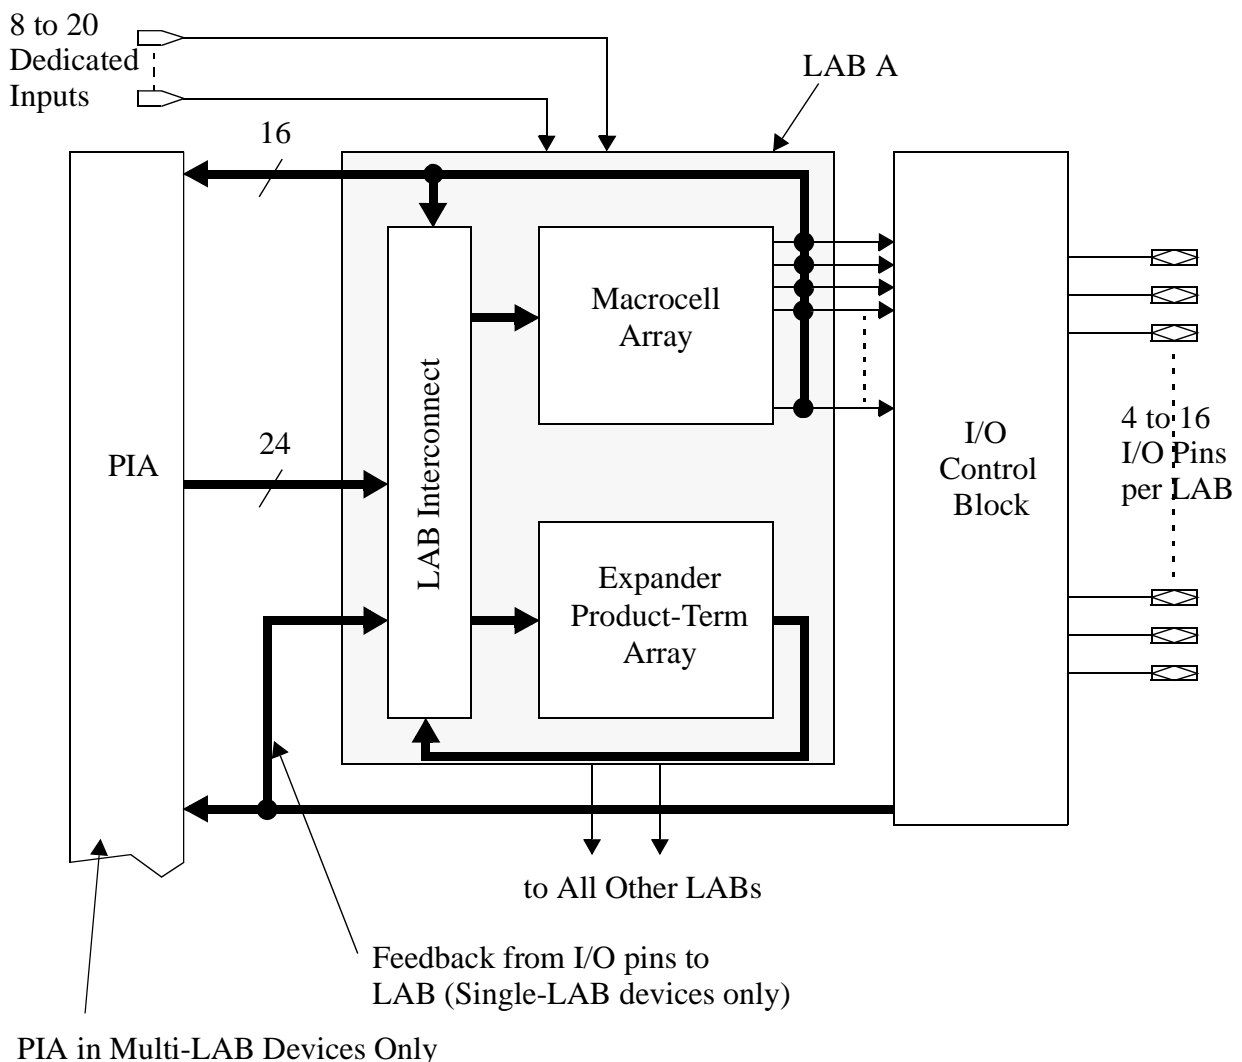 8 to 20
Dedicated
Inputs
LAB A
16
Macrocell
Array
4 to 16
I/O Pins
per LAB
I/O
Control
Block
24
PIA
LAB Interconnect
Expander
Product-Term
Array
to All Other LABs
Feedback from I/O pins to
LAB (Single-LAB devices only)
PIA in Multi-LAB Devices Only